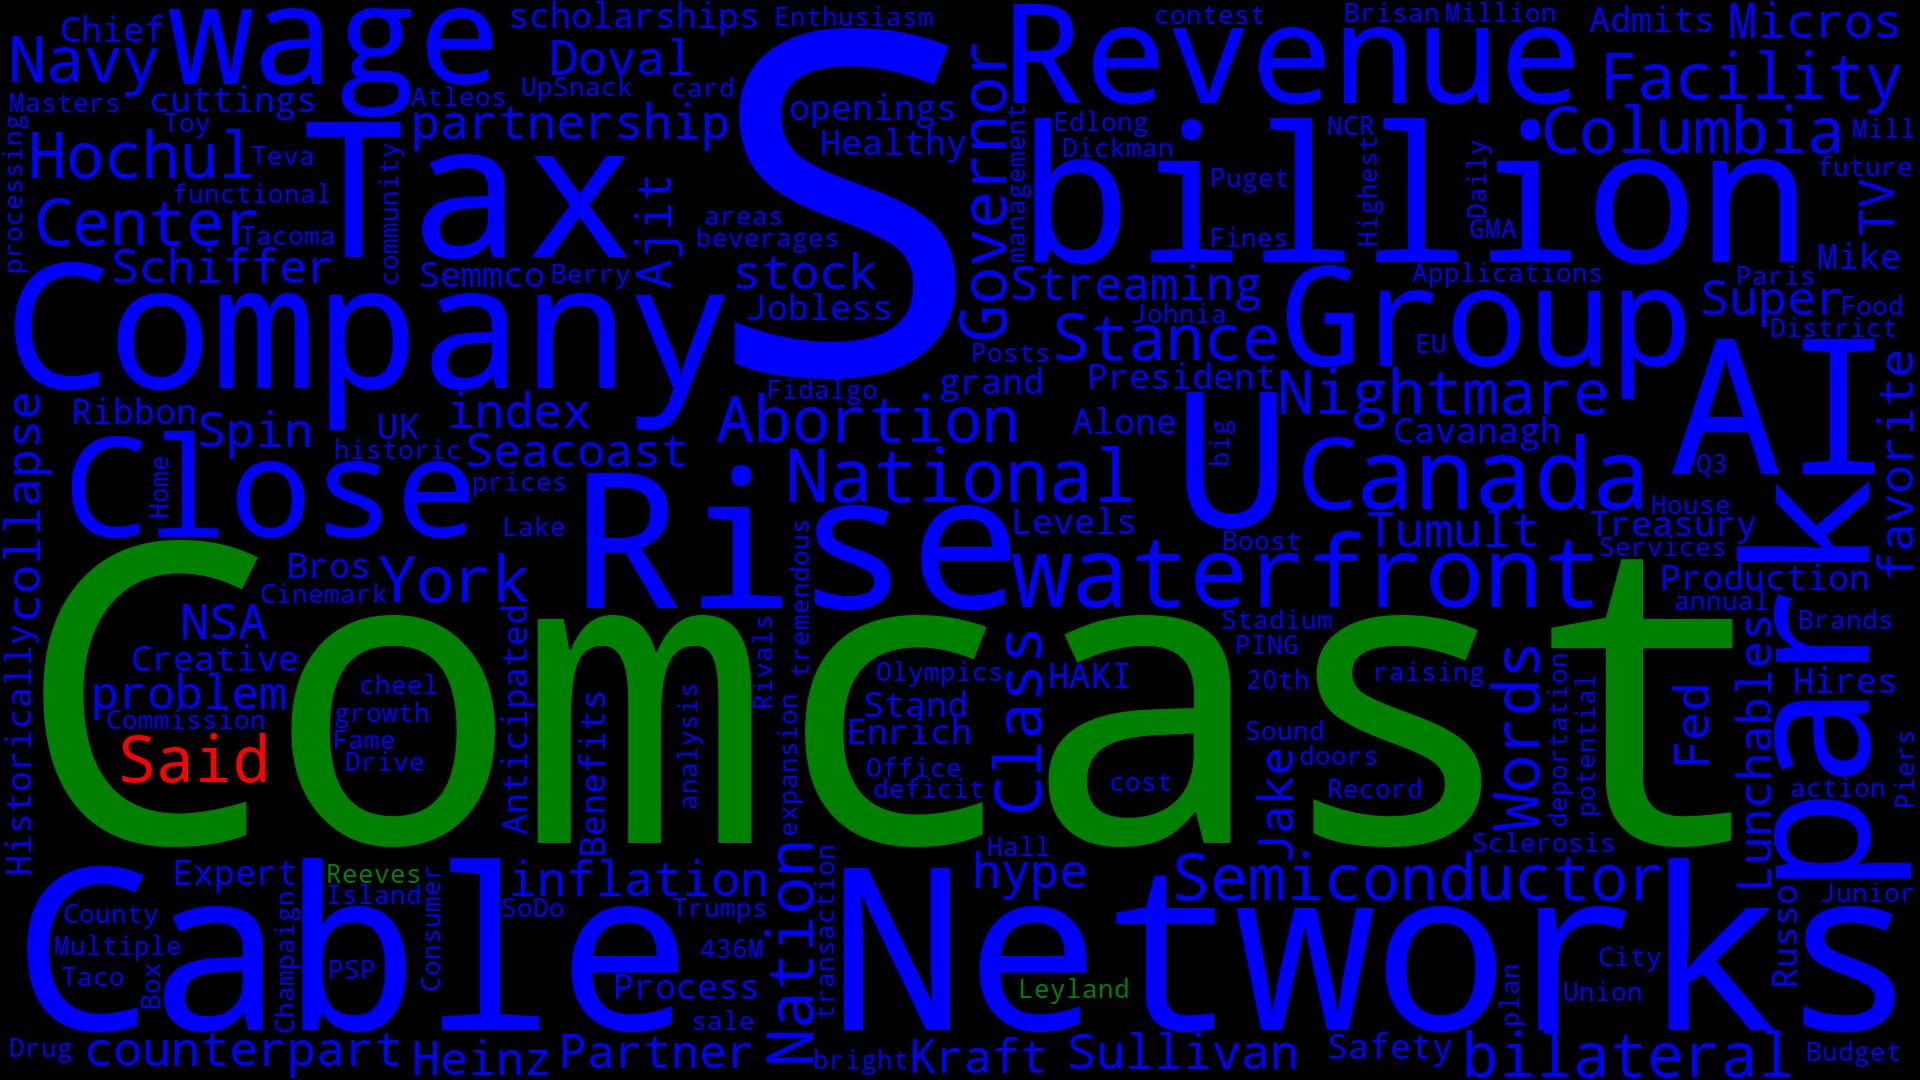 Chief
wage
scholarships
Enthusiasm
Revenue
contest
Brisan
Million
Admits
Micros
Navy
Doval
S
Governor
Facility
Masters
cuttings
Atleos
UpSnack
card
openings
processing
Toy
partnership
Healthy
management
Edlong
NCR
Columbia
Mill
Hochul
Teva
Tax
community
Dickman
billion
Highest
Daily
future
functional
Ajit
Puget
TV
Center
Tacoma
areas
beverages
Fines
GMA
Mike
Schiffer
Semmco
Berry
stock
Streaming
Group
Applications
Paris
Super
Food
Company
Jobless
Johnia
Stance
EU
District
Posts
AI
favorite
Historically
collapse
Ribbon
Spin
UK
index
Fidalgo
grand
President
Nightmare
Abortion
Alone
U
big
Cavanagh
Close
historic
Seacoast
National
Canada
Q3
Home
prices
Rise
Lake
Levels
House
Tumult
Treasury
park
Bros
York
tremendous
waterfront
Boost
Services
Cinemark
Production
annual
NSA
Anticipated
Rivals
Stadium
Brands
Comcast
Creative
PING
Class
Words
Lunchables
problem
cheel
Benefits
analysis
expansion
Olympics
HAKI
20th
raising
deportation
potential
Fed
Hires
Commission
growth
Stand
Said
Fame
Enrich
Sound
Piers
Drive
Office
Jake
doors
deficit
cost
Record
action
Nation
Hall
Sclerosis
Expert
Reeves
inflation
hype
Semiconductor
Cable
Island
Consumer
transaction
Networks
Junior
County
Champaign
SoDo
Trumps
Russo
Multiple
436M
Taco
Box
PSP
Process
Leyland
plan
City
Union
sale
Drug
counterpart
Heinz
Partner
bright
Kraft
Sullivan
Safety
bilateral
Budget